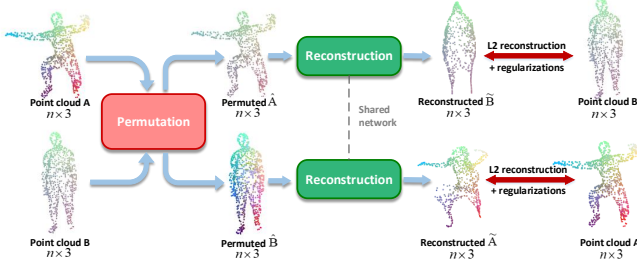 Point cloud A
n×3
Permutation
Permuted Â
n×3
Reconstruction
Reconstructed B̃
n×3
L2 reconstruction
+ regularizations
Point cloud B
n×3
Shared
network
Point cloud B
n×3
Permuted B̂
n×3
Reconstruction
Reconstructed Ã
n×3
L2 reconstruction
+ regularizations
Point cloud A
n×3